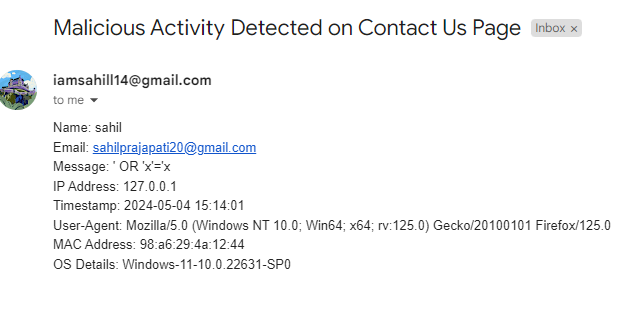 Malicious Activity Detected on Contact Us Page Inbox ×
iamsahill14@gmail.com
to me
Name: sahil
Email: sahilprajapati20@gmail.com
Message: ' OR 'x'='x
IP Address: 127.0.0.1
Timestamp: 2024-05-04 15:14:01
User-Agent: Mozilla/5.0 (Windows NT 10.0; Win64; x64; rv:125.0) Gecko/20100101 Firefox/125.0
MAC Address: 98:a6:29:4a:12:44
OS Details: Windows-11-10.0.22631-SP0